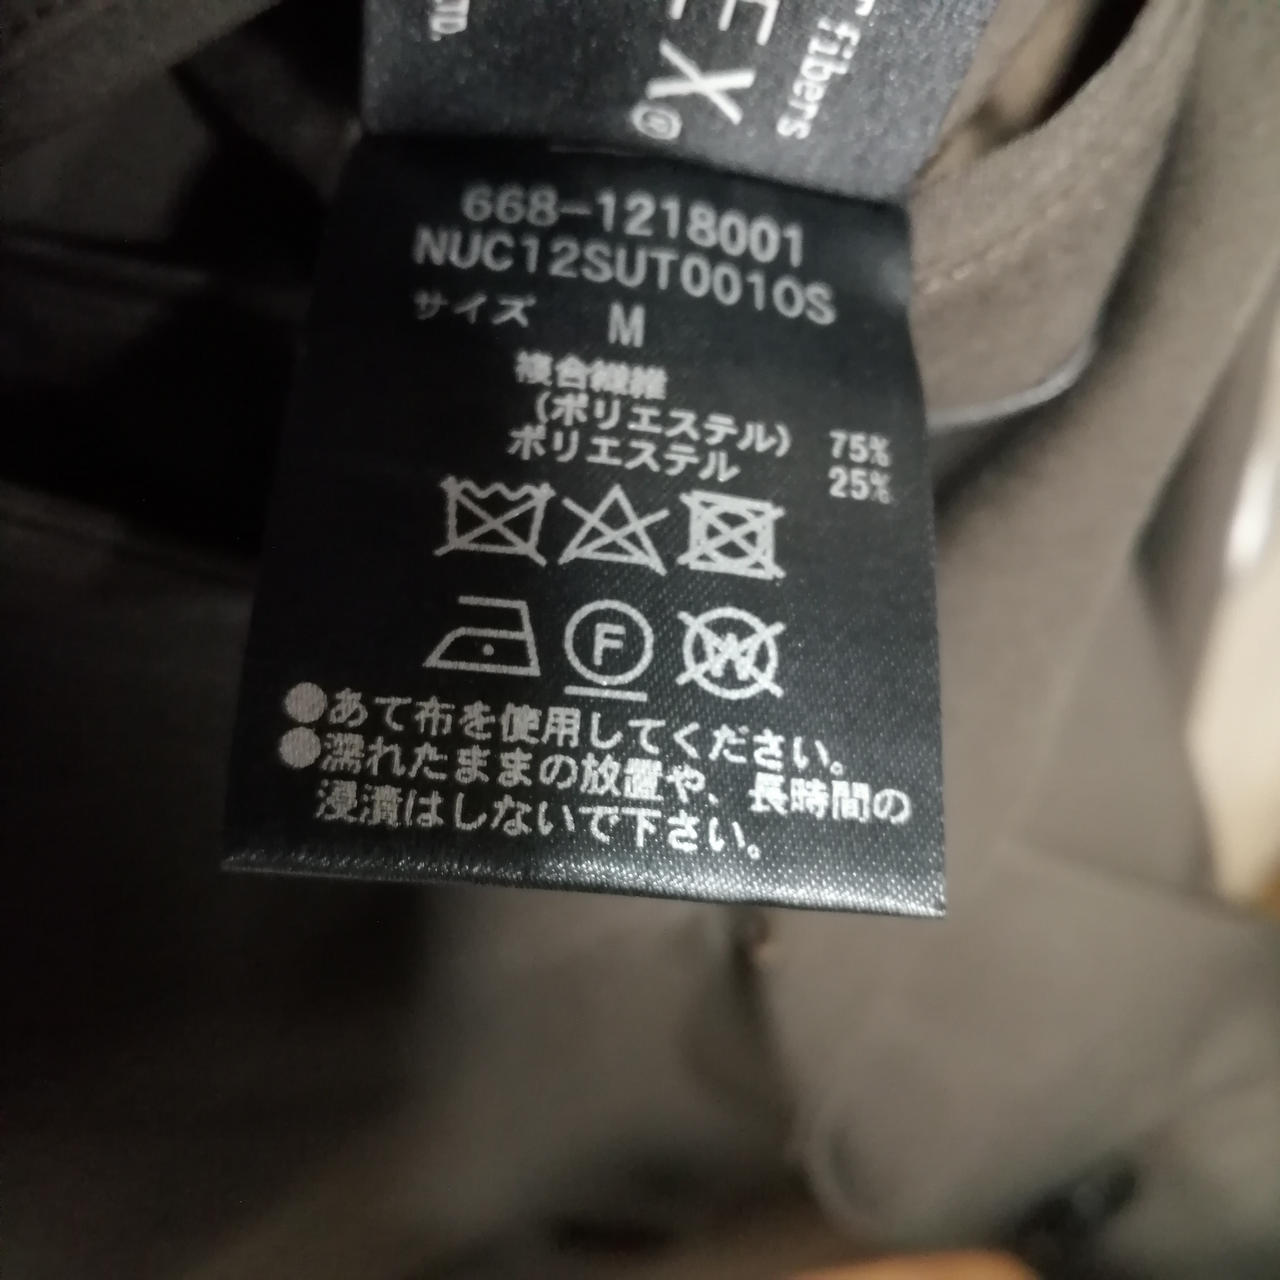 r fibers
EX®
TD.
668-1218001
NUC12SUT0010S
サイズ M
複合繊維
(ポリエステル) 75%
ポリエステル 25%
F
W
●あて布を使用してください。
●濡れたままの放置や、長時間の
浸漬はしないで下さい。